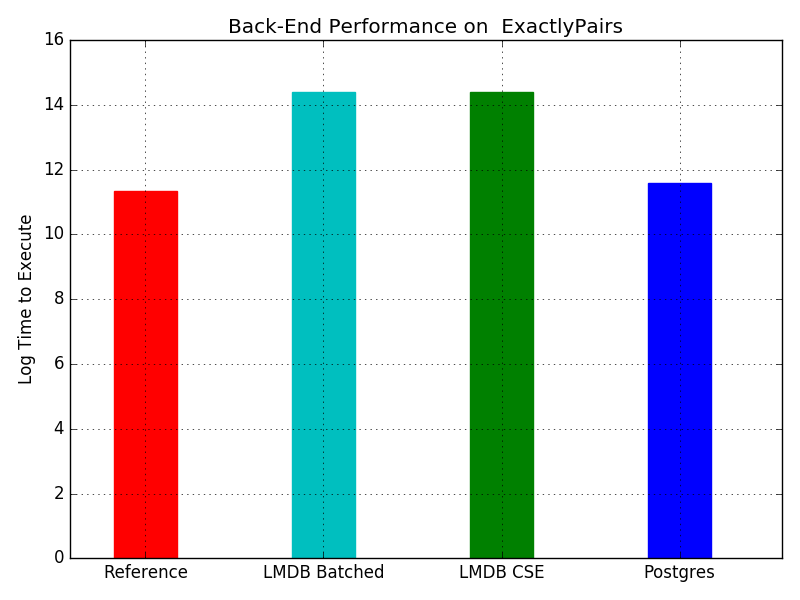 Back-End Performance on  ExactlyPairs
Log Time to Execute
16
14
12
10
8
6
4
2
0
Reference
LMDB Batched
LMDB CSE
Postgres